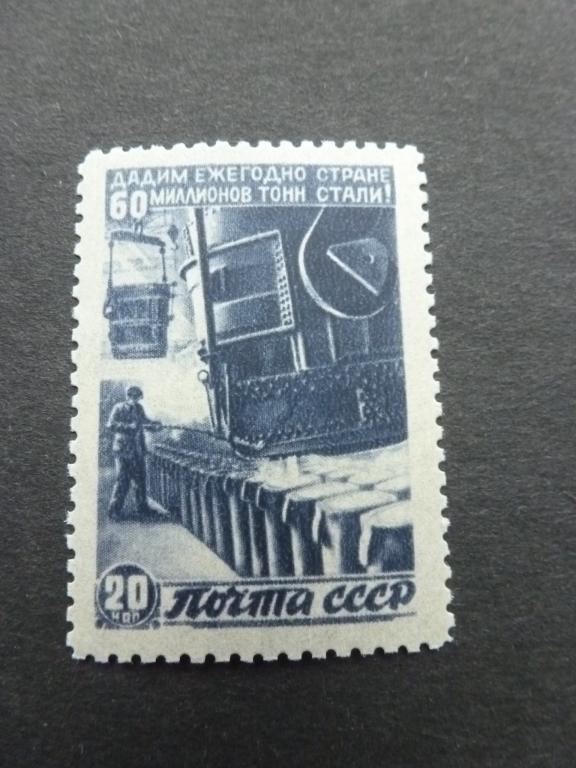 ДАДИМ ЕЖЕГОДНО СТРАНЕ
60 МИЛЛИОНОВ ТОНН СТАЛИ!
20 КОП
ПОЧТА СССР